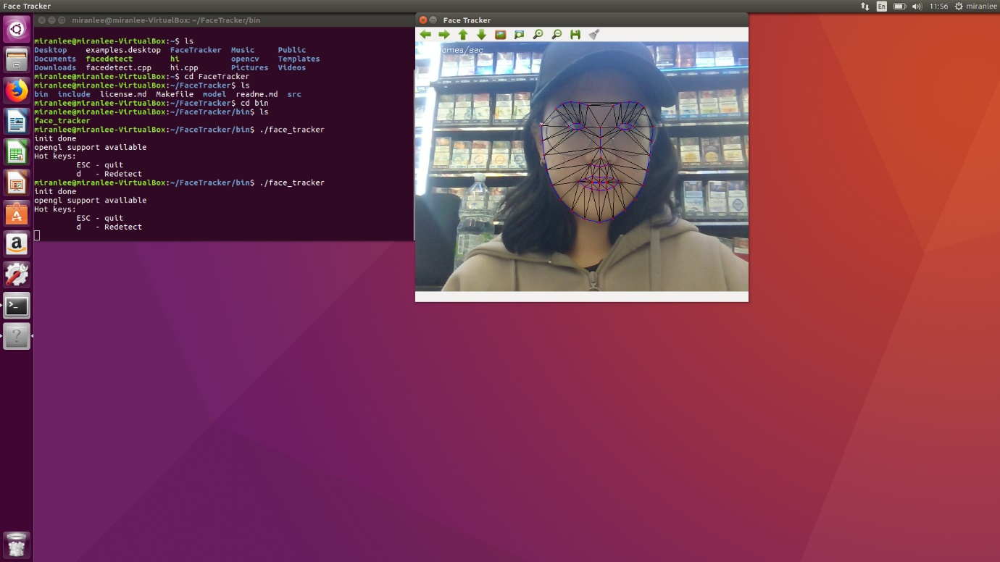 Face Tracker
En
11:56
miranlee
miranlee@miranlee-VirtualBox: ~/FaceTracker/bin
miranlee@miranlee-VirtualBox:~$ ls
Desktop examples.desktop FaceTracker Music Public
Documents facedetect hi opencv Templates
Downloads facedetect.cpp hi.cpp Pictures Videos
miranlee@miranlee-VirtualBox:~$ cd FaceTracker
miranlee@miranlee-VirtualBox:~/FaceTracker$ ls
bin include license.md Makefile model readme.md src
miranlee@miranlee-VirtualBox:~/FaceTracker$ cd bin
miranlee@miranlee-VirtualBox:~/FaceTracker/bin$ ls
face_tracker
miranlee@miranlee-VirtualBox:~/FaceTracker/bin$ ./face_tracker
init done
opengl support available
Hot keys:
ESC - quit
d - Redetect
miranlee@miranlee-VirtualBox:~/FaceTracker/bin$ ./face_tracker
init done
opengl support available
Hot keys:
ESC - quit
d - Redetect
Face Tracker